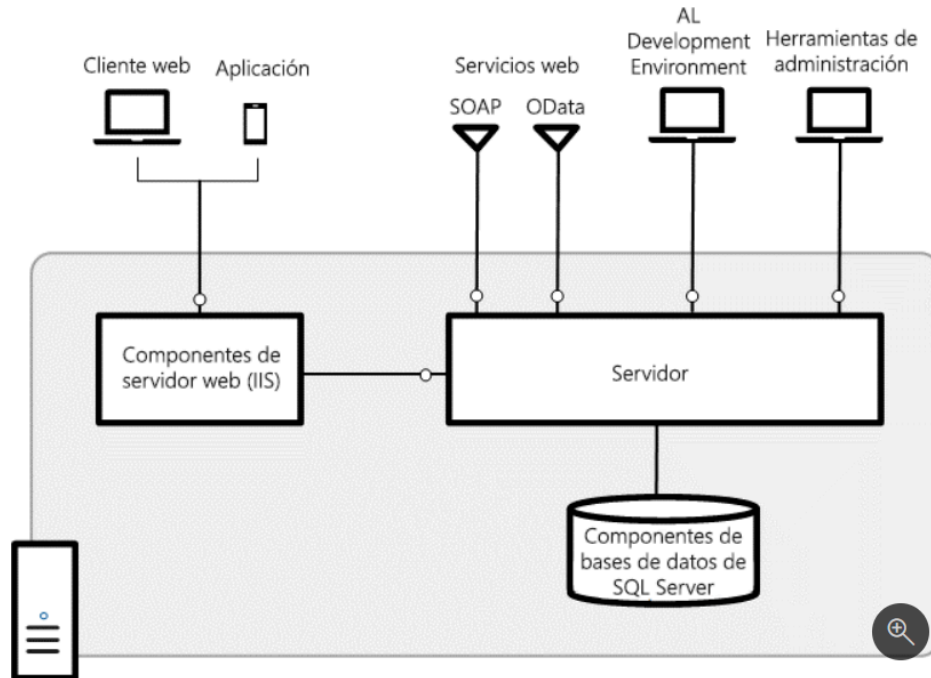 Cliente web
Aplicación
Servicios web
SOAP
OData
AL
Development
Environment
Herramientas de
administración
Componentes de
servidor web (IIS)
Servidor
Componentes de
bases de datos de
SQL Server